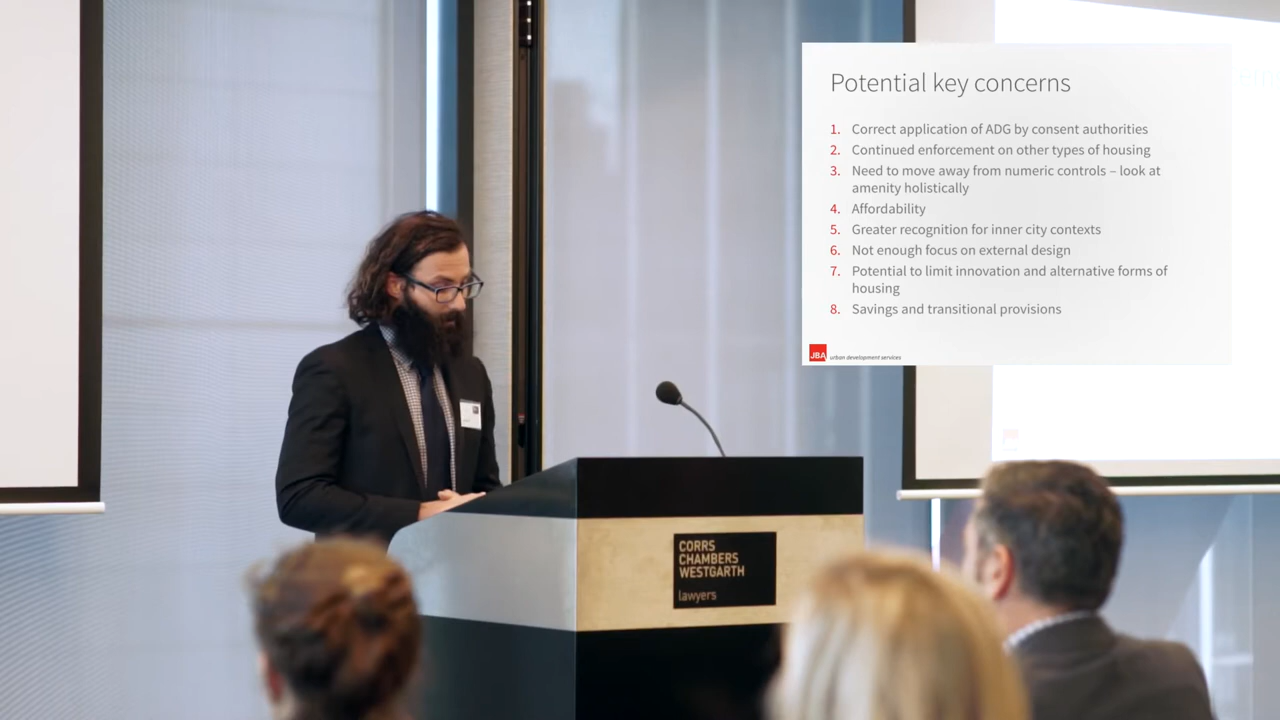 Potential key concerns
1. Correct application of ADG by consent authorities
2. Continued enforcement on other types of housing
3. Need to move away from numeric controls – look at
amenity holistically
4. Affordability
5. Greater recognition for inner city contexts
6. Not enough focus on external design
7. Potential to limit innovation and alternative forms of
housing
8. Savings and transitional provisions
JBA urban development services
CORRS
CHAMBERS
WESTGARTH
lawyers